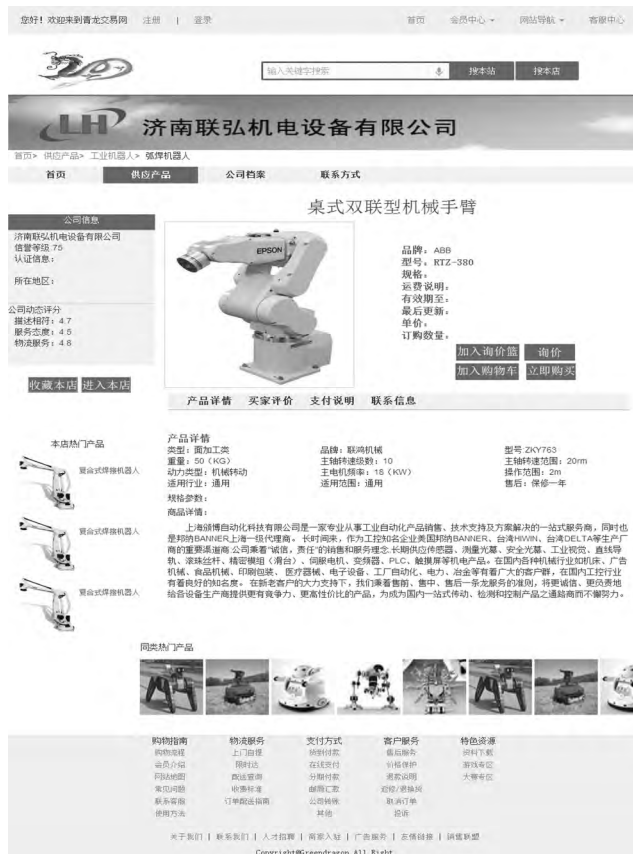 您好！欢迎来到青龙交易网 注册 | 登录 首页 会员中心 网站导航 客服中心
输入关键字搜索 搜本站 搜本店
LH 济南联弘机电设备有限公司
首页> 供应产品> 工业机器人> 弧焊机器人
首页 供应产品 公司档案 联系方式
桌式双联型机械手臂
公司信息
济南联弘机电设备有限公司
信誉等级:75
认证信息：
所在地区：
公司动态评分
描述相符：4.7
服务态度：4.5
物流服务：4.8
收藏本店 进入本店
EPSON
品牌：ABB
型号：RTZ-380
规格：
运费说明：
有效期至：
最后更新：
单价：
订购数量：
加入询价篮 询价
加入购物车 立即购买
产品详情 买家评价 支付说明 联系信息
本店热门产品
复合式焊接机器人
复合式焊接机器人
复合式焊接机器人
产品详情
类型：面加工类 品牌：联鸿机械 型号:ZKY763
重量：50（KG） 主轴转速级数：10 主轴转速范围：20rm
动力类型：机械转动 主电机频率：18（KW） 操作范围：2m
适用行业：通用 适用范围：通用 售后：保修一年
规格参数：
商品详情：
上海颌博自动化科技有限公司是一家专业从事工业自动化产品销售、技术支持及方案解决的一站式服务商，同时也
是邦纳BANNER上海一级代理商。 长时间来，作为工控知名企业美国邦纳BANNER、台湾HIWIN、台湾DELTA等生产厂
商的重要渠道商.公司秉着"诚信，责任"的销售和服务理念.长期供应传感器、测量光幕、安全光幕、工业视觉、直线导
轨、滚珠丝杆、精密模组（滑台）、伺服电机、变频器、PLC、触摸屏等机电产品。在国内各种机械行业如机床、广告
机械、食品机械、印刷包装、 医疗器械、电子设备、工厂自动化、电力、冶金等有着广大的客户群，在国内工控行业
有着良好的知名度。 在新老客户的大力支持下，我们秉着售前、售中、售后一条龙服务的准则，将更诚信、更负责地
给各设备生产商提供更有竞争力、更高性价比的产品，为成为国内一站式传动、检测和控制产品之通路商而不懈努力。
同类热门产品
购物指南 物流服务 支付方式 客户服务 特色资源
购物流程 上门自提 货到付款 售后服务 资料下载
会员介绍 限时达 在线支付 价格保护 游戏专区
网站地图 配送查询 分期付款 退款说明 大赛专区
常见问题 收费标准 邮局汇款 返修/退换货
联系客服 订单配送指南 公司转账 取消订单
使用方法 其他 投诉
关于我们 | 联系我们 | 人才招聘 | 商家入驻 | 广告服务 | 友情链接 | 销售联盟
Copyright@Greendragon All Right